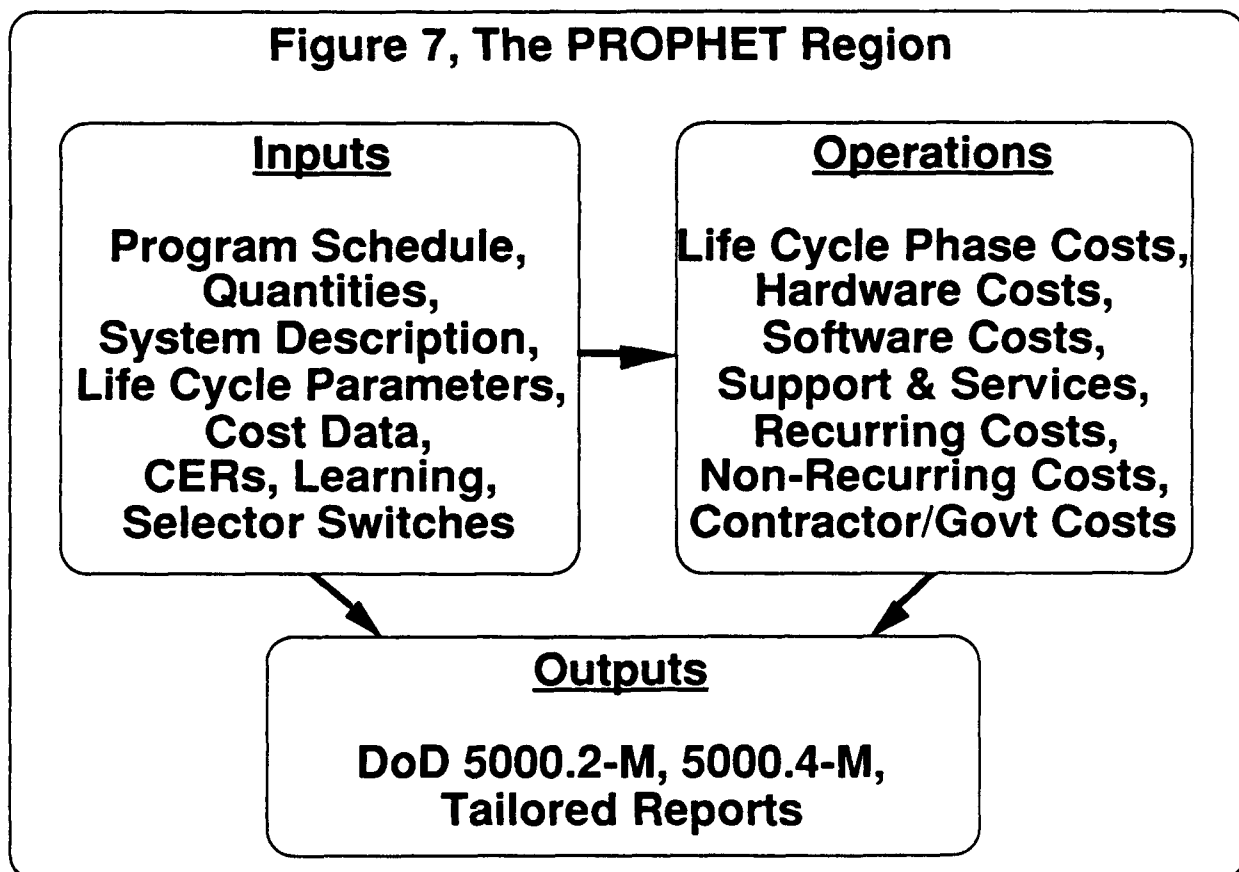 Figure 7, The PROPHET Region
Inputs
Program Schedule,
Quantities,
System Description,
Life Cycle Parameters,
Cost Data,
CERs, Learning,
Selector Switches
Operations
Life Cycle Phase Costs,
Hardware Costs,
Software Costs,
Support & Services,
Recurring Costs,
Non-Recurring Costs,
Contractor/Govt Costs
Outputs
DoD 5000.2-M, 5000.4-M,
Tailored Reports